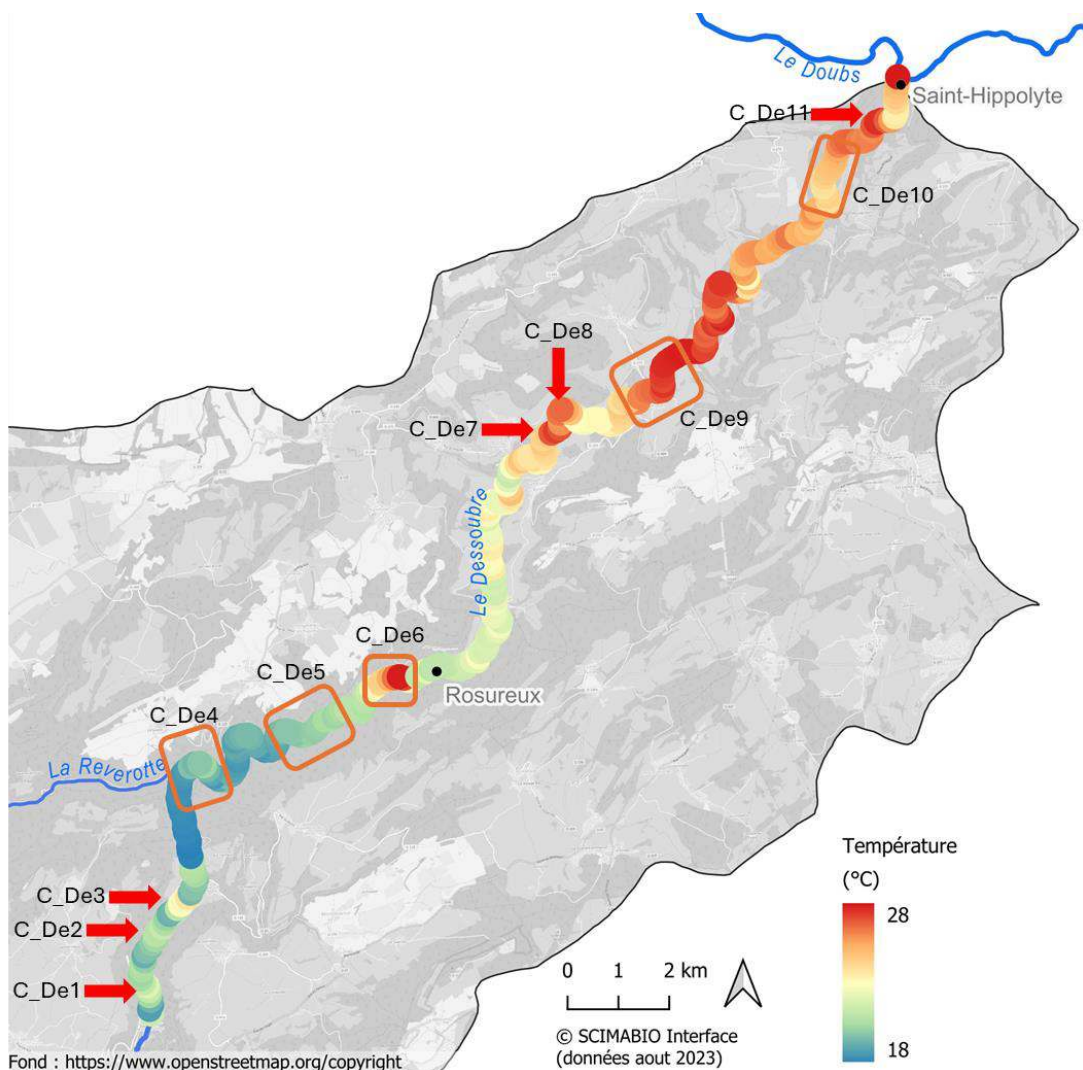 Le Doubs
Saint-Hippolyte
C_De11
C_De10
C_De8
C_De7
C_De9
Le Dessoubre
C_De6
C_De5
Rosureux
C_De4
La Reverotte
C_De3
C_De2
C_De1
Température
(°C)
28
18
0 1 2 km
© SCIMABIO Interface
(données aout 2023)
Fond : https://www.openstreetmap.org/copyright